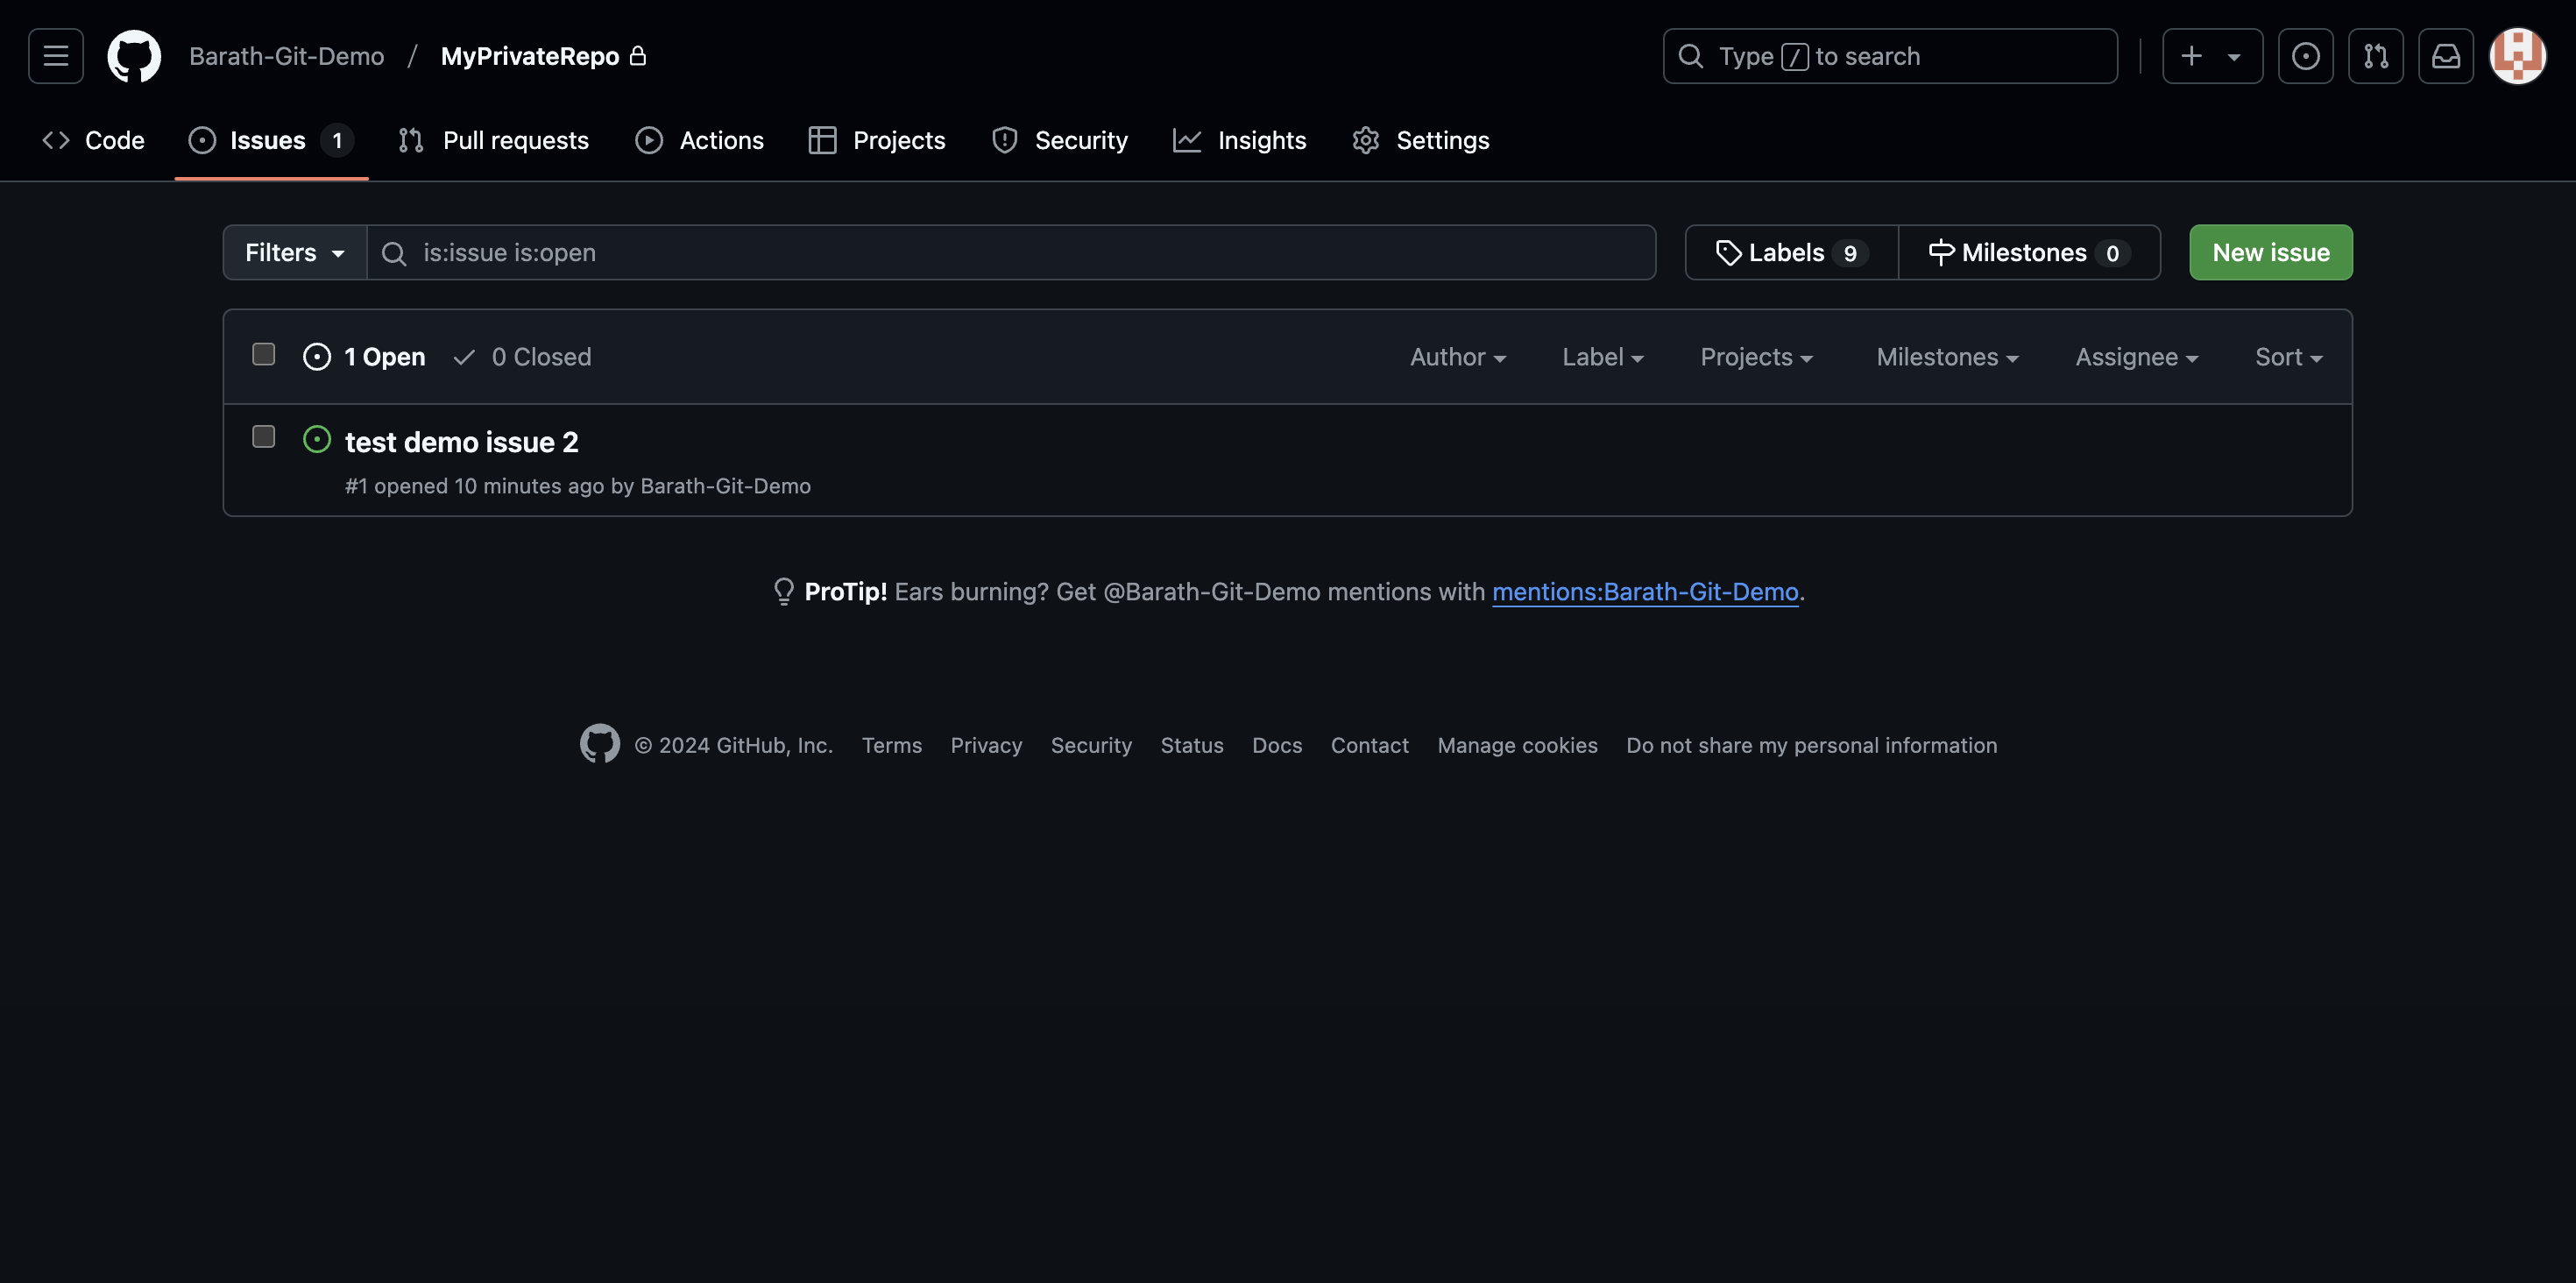 Barath-Git-Demo / MyPrivateRepo
Type / to search
Code Issues 1 Pull requests Actions Projects Security Insights Settings
Filters is:issue is:open Labels 9 Milestones 0 New issue
1 Open 0 Closed Author Label Projects Milestones Assignee Sort
test demo issue 2
#1 opened 10 minutes ago by Barath-Git-Demo
ProTip! Ears burning? Get @Barath-Git-Demo mentions with mentions:Barath-Git-Demo.
© 2024 GitHub, Inc. Terms Privacy Security Status Docs Contact Manage cookies Do not share my personal information